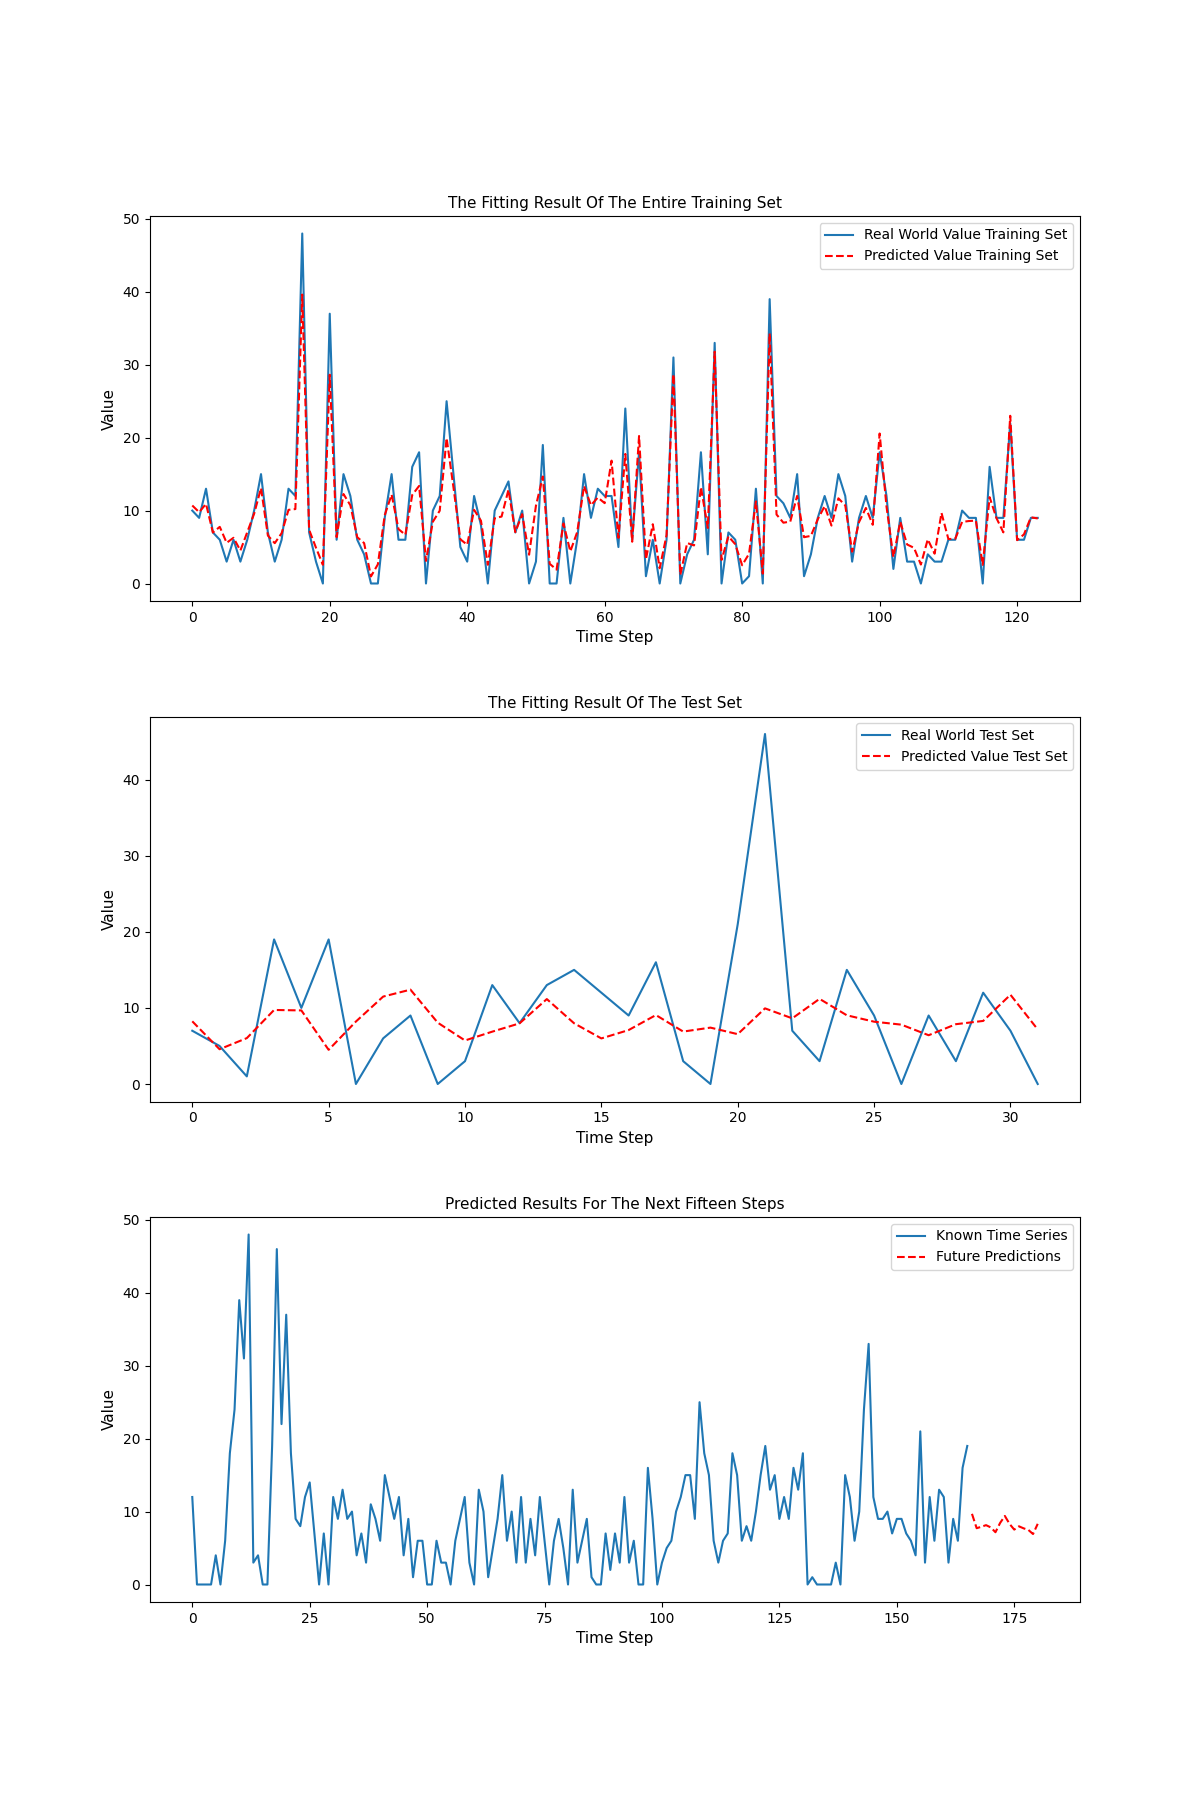 The Fitting Result Of The Entire Training Set
50
40
30
20
10
0
Value
Real World Value Training Set
Predicted Value Training Set
0 20 40 60 80 100 120
Time Step
The Fitting Result Of The Test Set
40
30
20
10
0
Value
Real World Test Set
Predicted Value Test Set
0 5 10 15 20 25 30
Time Step
Predicted Results For The Next Fifteen Steps
50
40
30
20
10
0
Value
Known Time Series
Future Predictions
0 25 50 75 100 125 150 175
Time Step